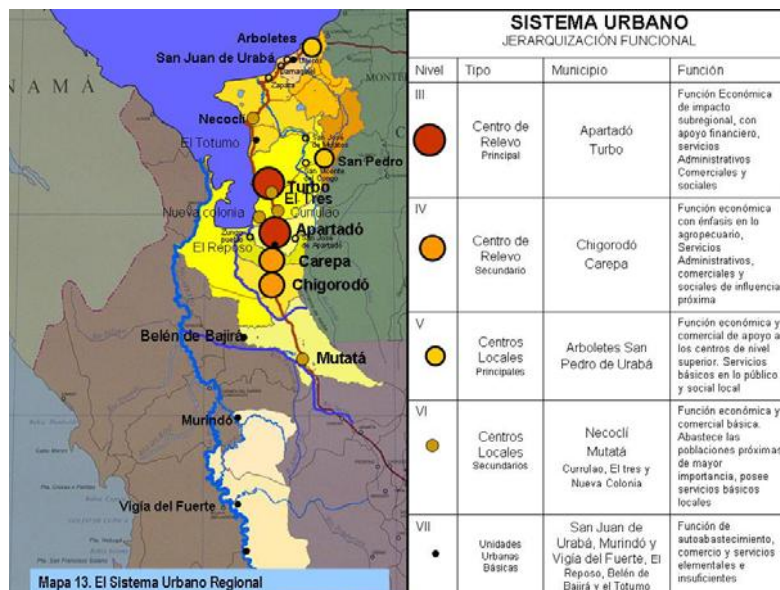 Arboletes
San Juan de Urabá
Damaquiel
Zapata
Necoclí
El Totumo
San Pedro
Turbo
El Tres
Nueva colonia
Currulao
Apartadó
El Reposo
San José
de Apartadó
Carepa
Chigorodó
Belén de Bajirá
Mutatá
Murindó
Vigía del Fuerte
NAMÁ
Mapa 13. El Sistema Urbano Regional
SISTEMA URBANO
JERARQUIZACIÓN FUNCIONAL
Nivel
Tipo
Municipio
Función
III
Centro de
Relevo
Principal
Apartadó
Turbo
Función Económica
de impacto
subregional, con
apoyo financiero,
servicios
Administrativos
Comerciales y
sociales
IV
Centro de
Relevo
Secundario
Chigorodó
Carepa
Función económica
con énfasis en lo
agropecuario,
Servicios
Administrativos,
comerciales y
sociales de influencia
próxima
V
Centros
Locales
Principales
Arboletes San
Pedro de Urabá
Función económica y
comercial de apoyo a
los centros de nivel
superior. Servicios
básicos en lo público
y social local
VI
Centros
Locales
Secundarios
Necoclí
Mutatá
Currulao, El tres y
Nueva Colonia
Función económica y
comercial básica.
Abastece las
poblaciones próximas
de mayor
importancia, posee
servicios básicos
locales
VII
Unidades
Urbanas
Básicas
San Juan de
Urabá, Murindó y
Vigía del Fuerte, El
Reposo, Belén de
Bajirá y el Totumo
Función de
autoabastecimiento,
comercio y servicios
elementales e
insuficientes